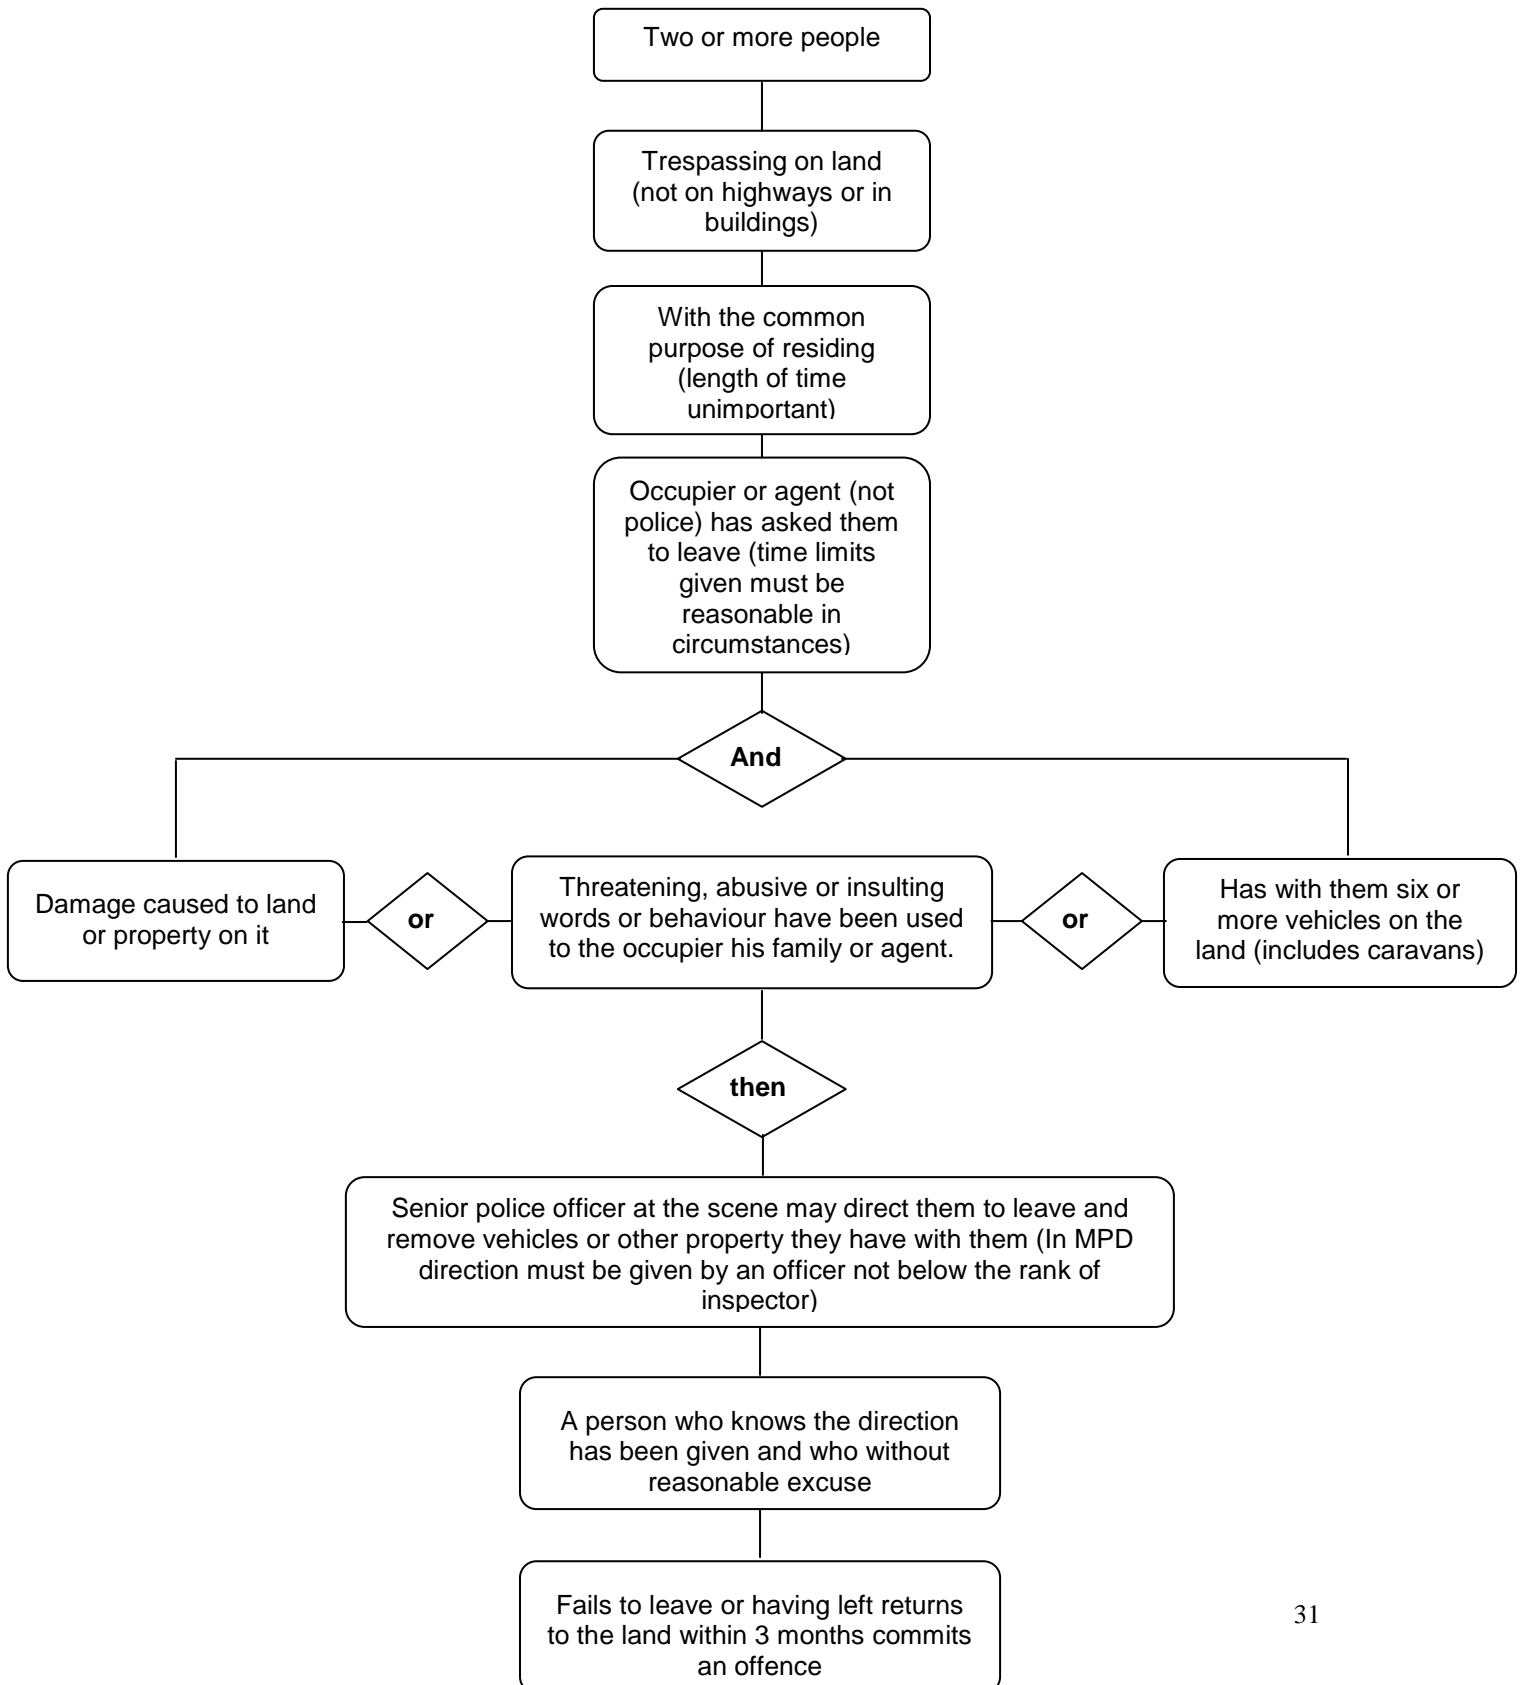 Two or more people
Trespassing on land
(not on highways or in
buildings)
With the common
purpose of residing
(length of time
unimportant)
Occupier or agent (not
police) has asked them
to leave (time limits
given must be
reasonable in
circumstances)
And
Damage caused to land
or property on it
or
Threatening, abusive or insulting
words or behaviour have been used
to the occupier his family or agent.
or
Has with them six or
more vehicles on the
land (includes caravans)
then
Senior police officer at the scene may direct them to leave and
remove vehicles or other property they have with them (In MPD
direction must be given by an officer not below the rank of
inspector)
A person who knows the direction
has been given and who without
reasonable excuse
Fails to leave or having left returns
to the land within 3 months commits
an offence
31